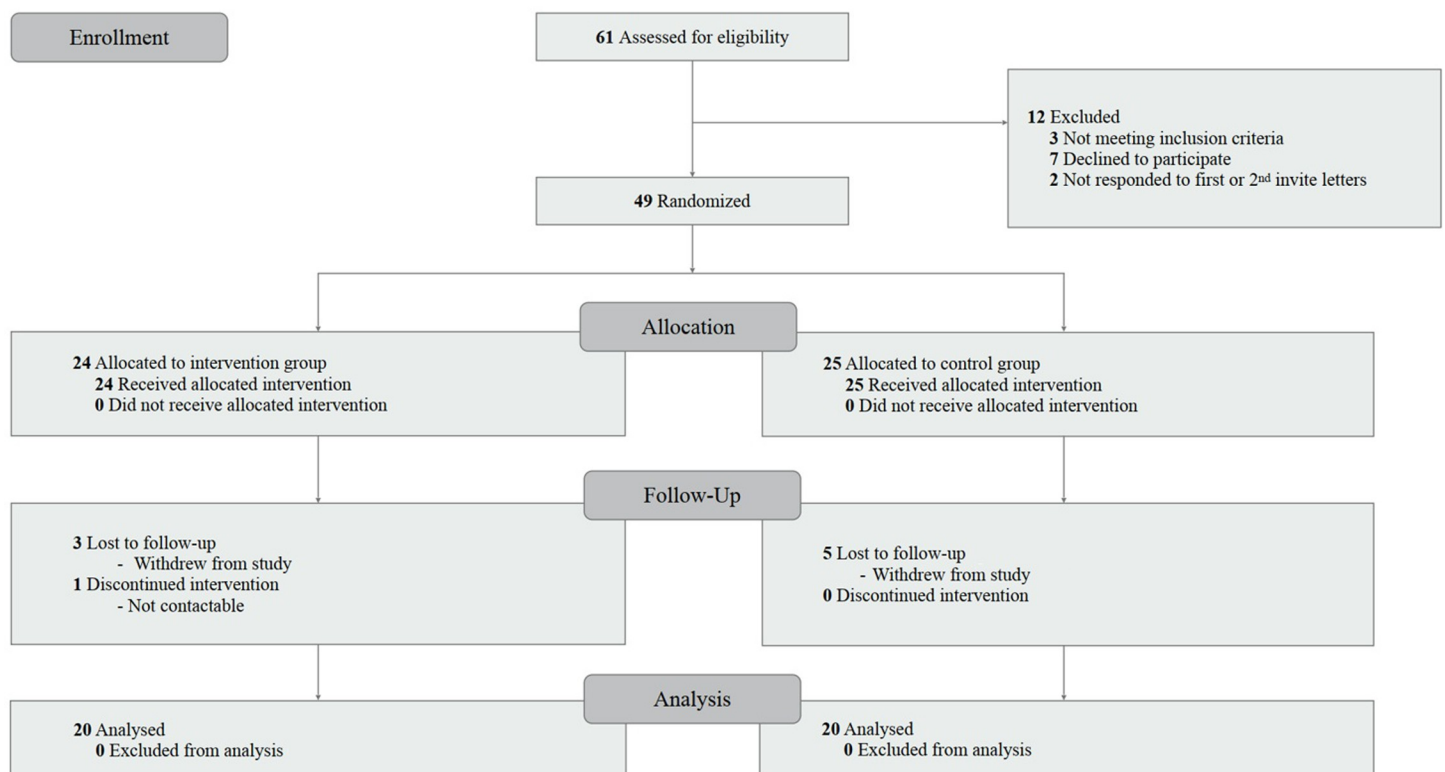 Enrollment
61 Assessed for eligibility
12 Excluded
3 Not meeting inclusion criteria
7 Declined to participate
2 Not responded to first or 2nd invite letters
49 Randomized
Allocation
24 Allocated to intervention group
24 Received allocated intervention
0 Did not receive allocated intervention
25 Allocated to control group
25 Received allocated intervention
0 Did not receive allocated intervention
Follow-Up
3 Lost to follow-up
- Withdrew from study
1 Discontinued intervention
- Not contactable
5 Lost to follow-up
- Withdrew from study
0 Discontinued intervention
Analysis
20 Analysed
0 Excluded from analysis
20 Analysed
0 Excluded from analysis